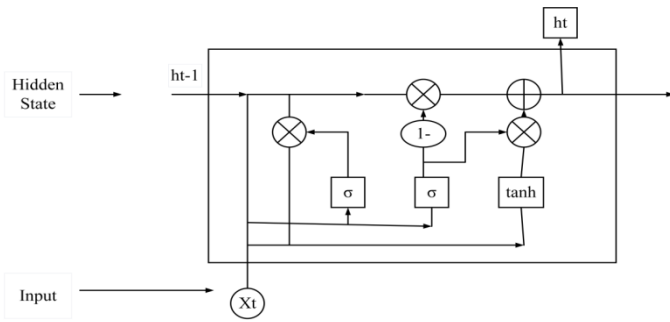 ht
Hidden
State
ht-1
1-
σ
σ
tanh
Input
Xt